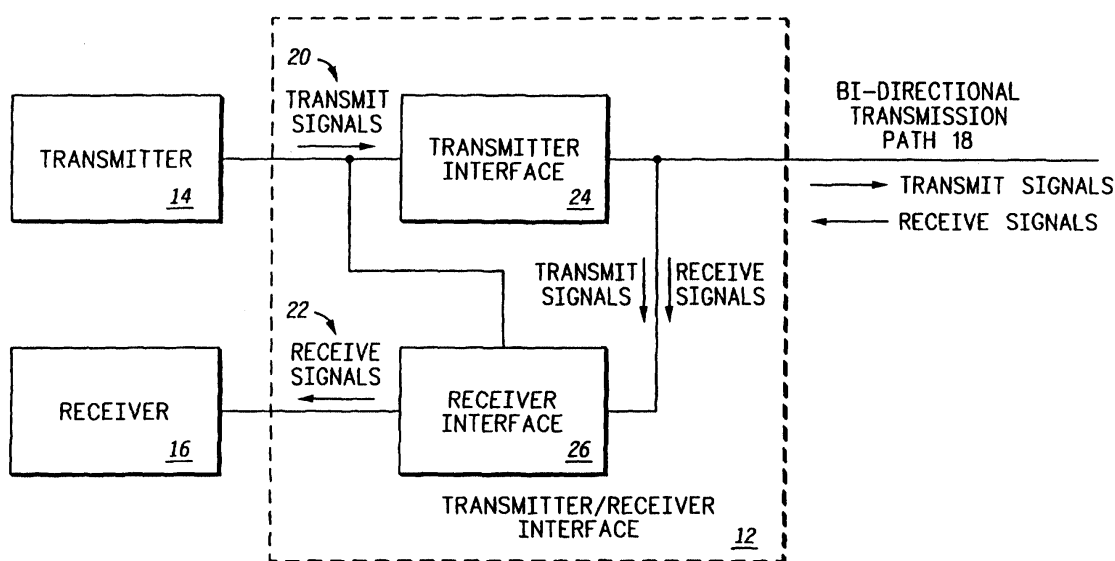 20
TRANSMIT
SIGNALS
TRANSMITTER
14
TRANSMITTER
INTERFACE
24
BI-DIRECTIONAL
TRANSMISSION
PATH 18
TRANSMIT SIGNALS
RECEIVE SIGNALS
TRANSMIT
SIGNALS
RECEIVE
SIGNALS
22
RECEIVE
SIGNALS
RECEIVER
16
RECEIVER
INTERFACE
26
TRANSMITTER/RECEIVER
INTERFACE
12